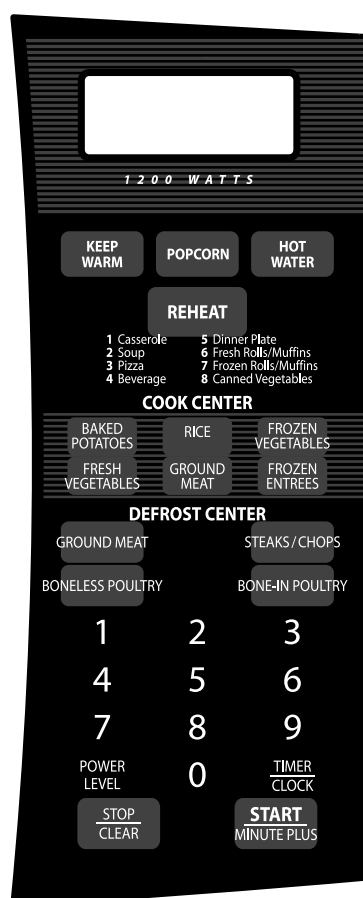 1200 WATTS
KEEP WARM
POPCORN
HOT WATER
REHEAT
1 Casserole
2 Soup
3 Pizza
4 Beverage
5 Dinner Plate
6 Fresh Rolls/Muffins
7 Frozen Rolls/Muffins
8 Canned Vegetables
COOK CENTER
BAKED POTATOES
RICE
FROZEN VEGETABLES
FRESH VEGETABLES
GROUND MEAT
FROZEN ENTREES
DEFROST CENTER
GROUND MEAT
STEAKS / CHOPS
BONELESS POULTRY
BONE-IN POULTRY
1 2 3
4 5 6
7 8 9
POWER LEVEL
0
TIMER
CLOCK
STOP
CLEAR
START
MINUTE PLUS